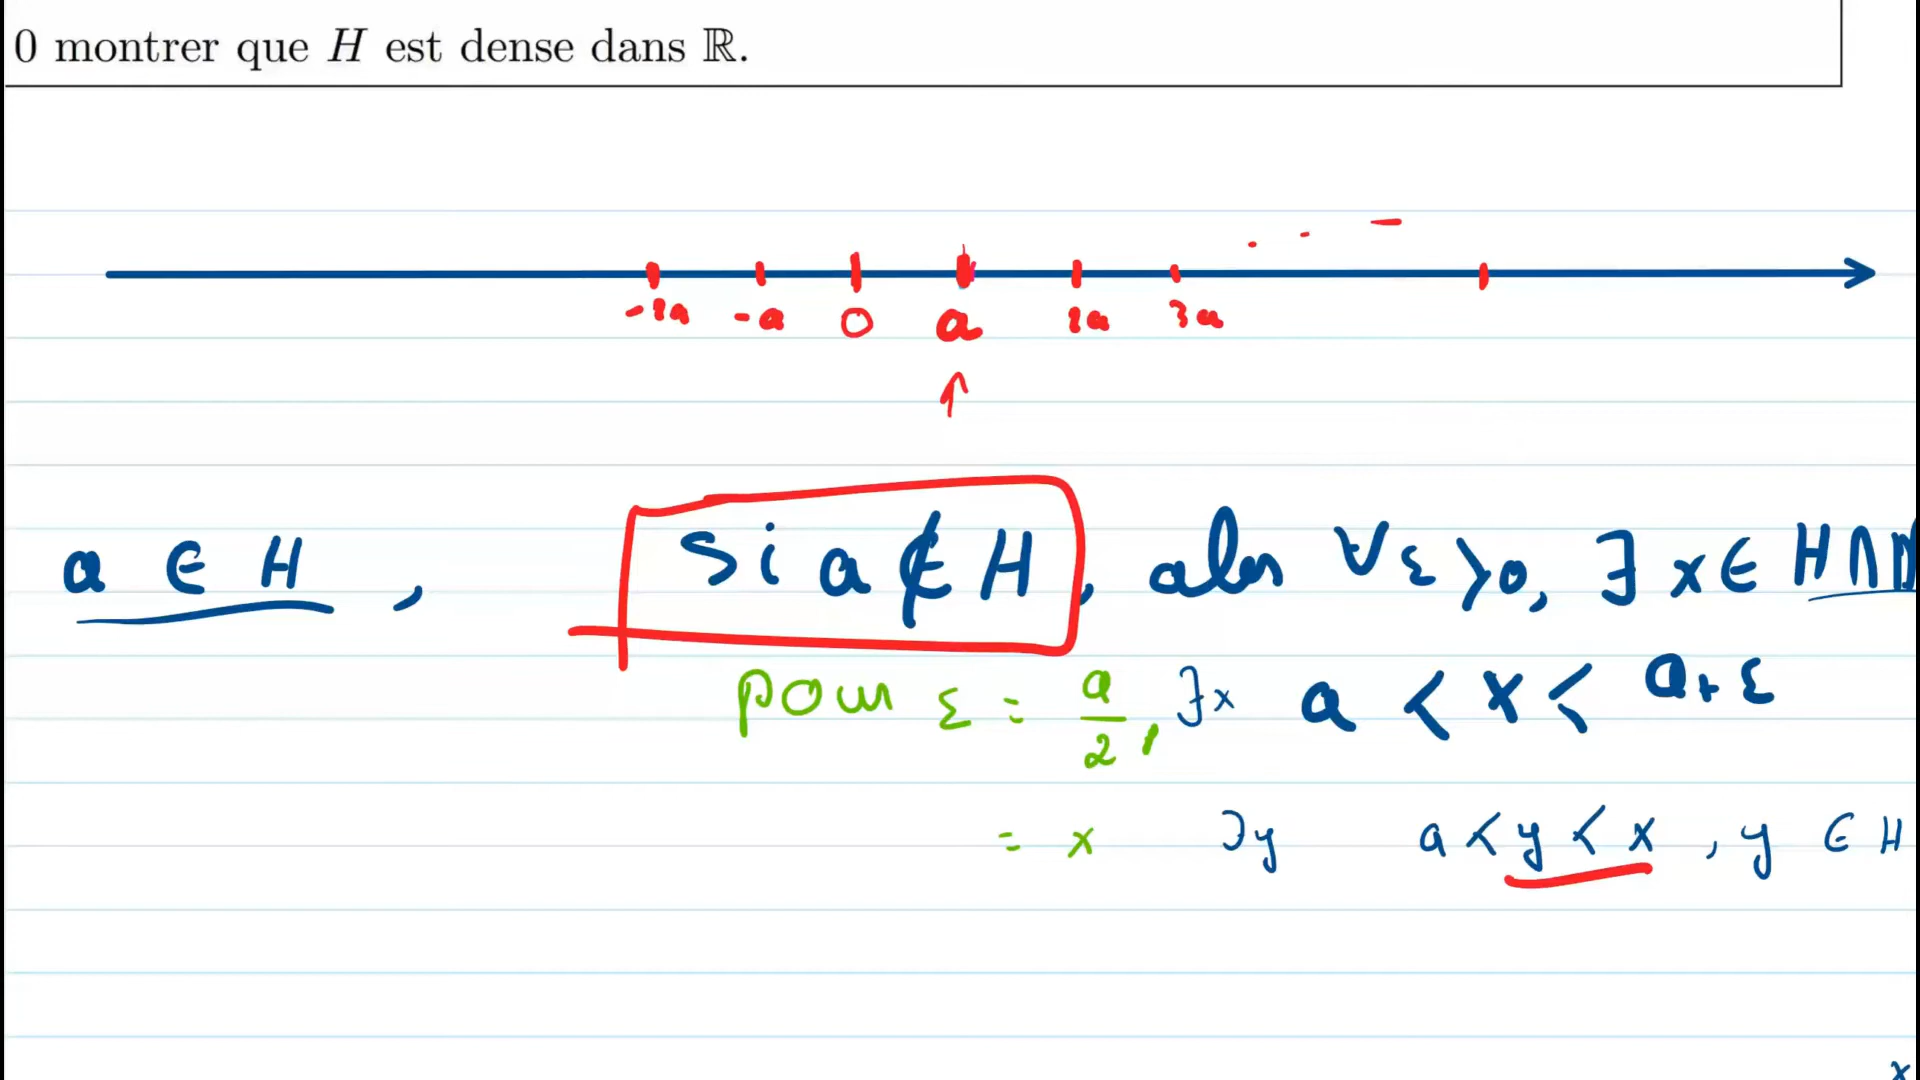 0 montrer que H est dense dans ℝ.
-2a -a 0 a 2a 3a
a ∈ H , Si a ∉ H , alors ∀ε >0, ∃ x ∈ H ∩
pour ε = a/2 , ∃x a < x < a+ε
= x ∃y a < y < x , y ∈ H
x